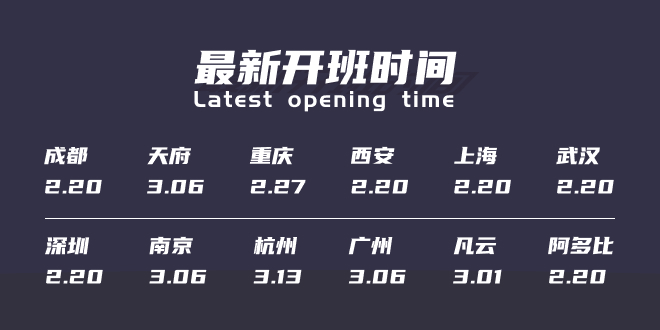 最新开班时间
Latest opening time
成都 天府 重庆 西安 上海 武汉
2.20 3.06 2.27 2.20 2.20 2.20
深圳 南京 杭州 广州 凡云 阿多比
2.20 3.06 3.13 3.06 3.01 2.20